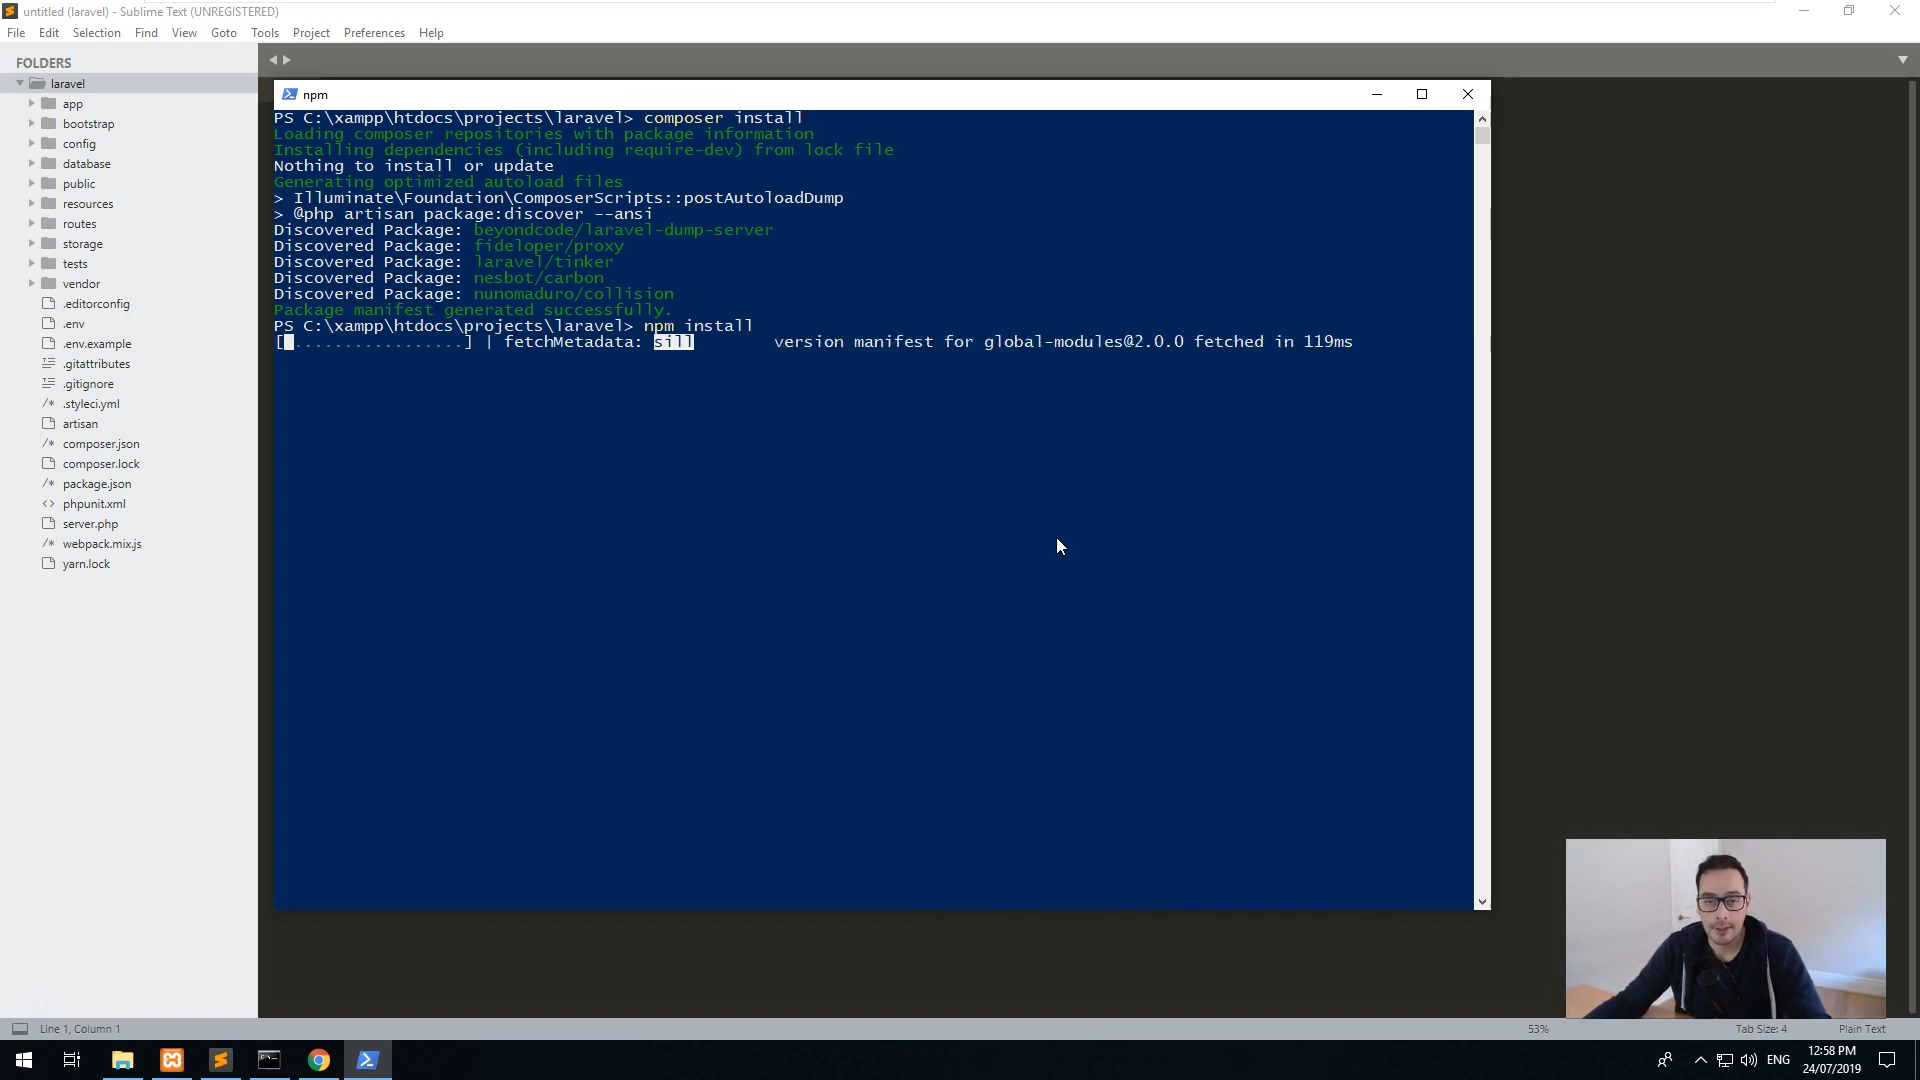 untitled (laravel) - Sublime Text (UNREGISTERED)
File Edit Selection Find View Goto Tools Project Preferences Help
FOLDERS
laravel
app
bootstrap
config
database
public
resources
routes
storage
tests
vendor
.editorconfig
.env
.env.example
.gitattributes
.gitignore
.styleci.yml
artisan
composer.json
composer.lock
package.json
phpunit.xml
server.php
webpack.mix.js
yarn.lock
npm
PS C:\xampp\htdocs\projects\laravel> composer install
Loading composer repositories with package information
Installing dependencies (including require-dev) from lock file
Nothing to install or update
Generating optimized autoload files
> Illuminate\Foundation\ComposerScripts::postAutoloadDump
> @php artisan package:discover --ansi
Discovered Package: beyondcode/laravel-dump-server
Discovered Package: fideloper/proxy
Discovered Package: laravel/tinker
Discovered Package: nesbot/carbon
Discovered Package: nunomaduro/collision
Package manifest generated successfully.
PS C:\xampp\htdocs\projects\laravel> npm install
[ .................] | fetchMetadata: sill version manifest for global-modules@2.0.0 fetched in 119ms
Line 1, Column 1
53%
Tab Size: 4
Plain Text
ENG
12:58 PM
24/07/2019